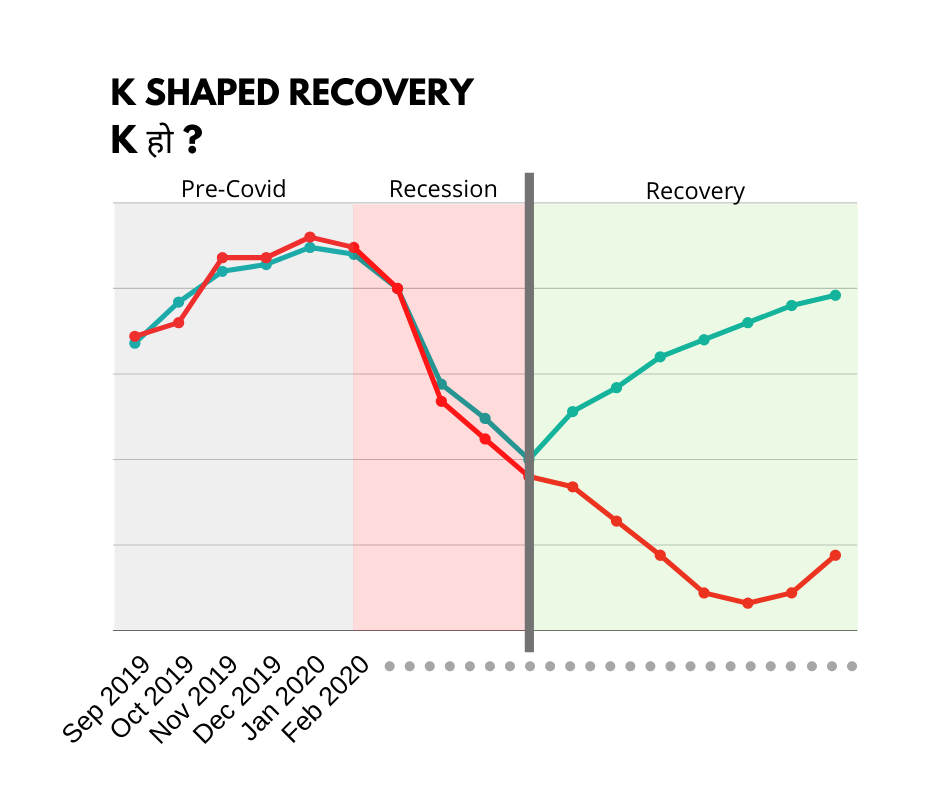 K SHAPED RECOVERY
K हो ?
Pre-Covid
Recession
Recovery
Sep 2019
Oct 2019
Nov 2019
Dec 2019
Jan 2020
Feb 2020